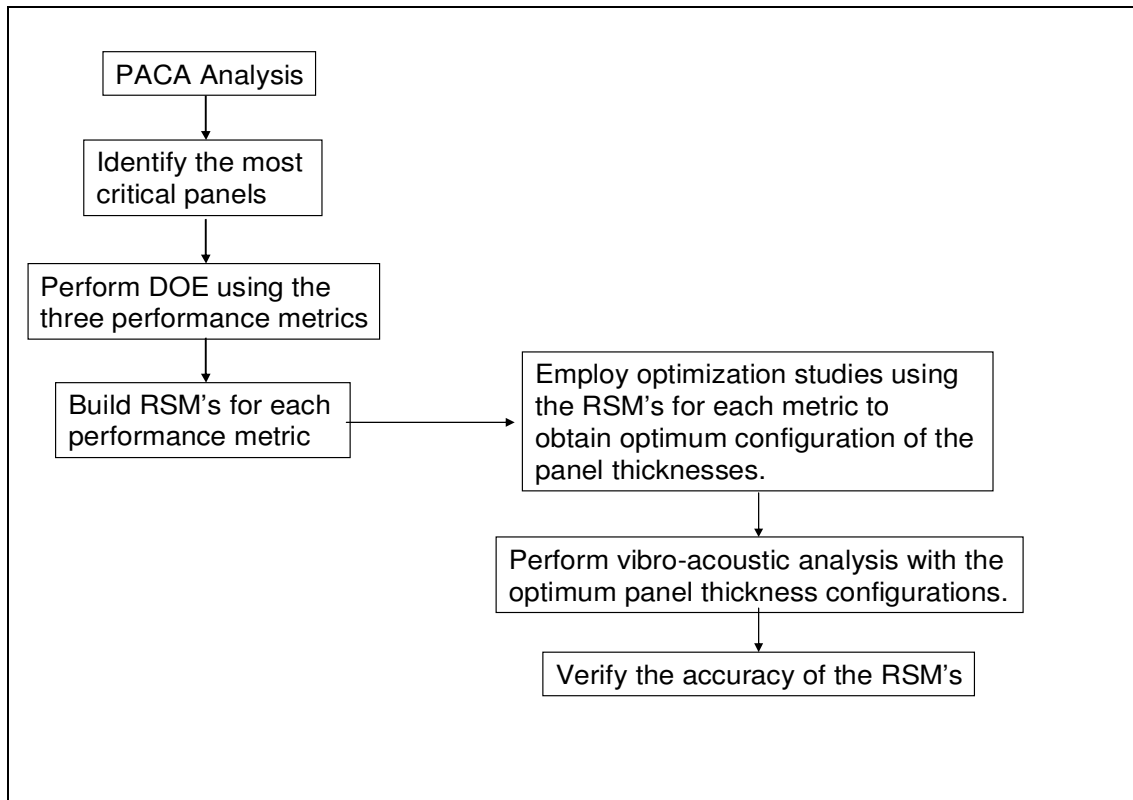 PACA Analysis
Identify the most
critical panels
Perform DOE using the
three performance metrics
Build RSM's for each
performance metric
Employ optimization studies using
the RSM's for each metric to
obtain optimum configuration of the
panel thicknesses.
Perform vibro-acoustic analysis with the
optimum panel thickness configurations.
Verify the accuracy of the RSM's